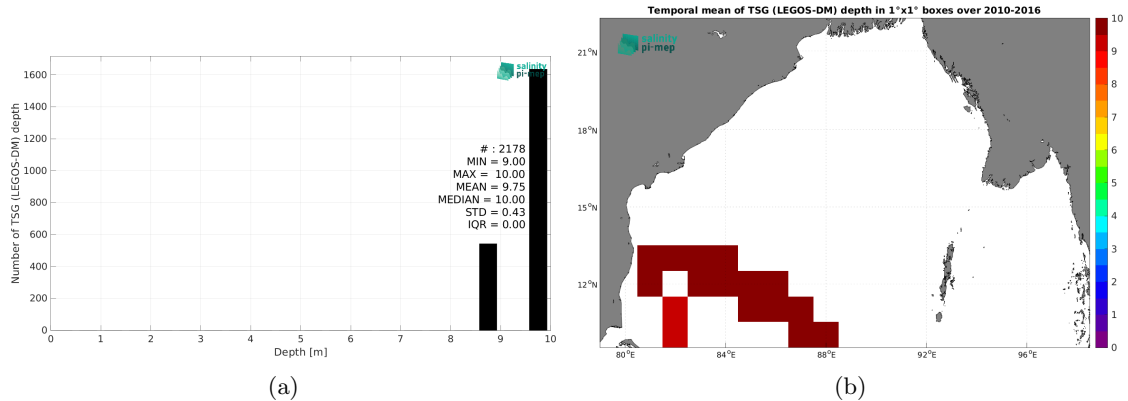 Temporal mean of TSG (LEGOS-DM) depth in 1°x1° boxes over 2010-2016
Number of TSG (LEGOS-DM) depth
1600
1400
1200
1000
800
600
400
200
0
salinity
pi-mep
# : 2178
MIN = 9.00
MAX = 10.00
MEAN = 9.75
MEDIAN = 10.00
STD = 0.43
IQR = 0.00
0 1 2 3 4 5 6 7 8 9 10
Depth [m]
(a)
salinity
pi-mep
21°N
18°N
15°N
12°N
80°E 84°E 88°E 92°E 96°E
10
9
8
7
6
5
4
3
2
1
0
(b)